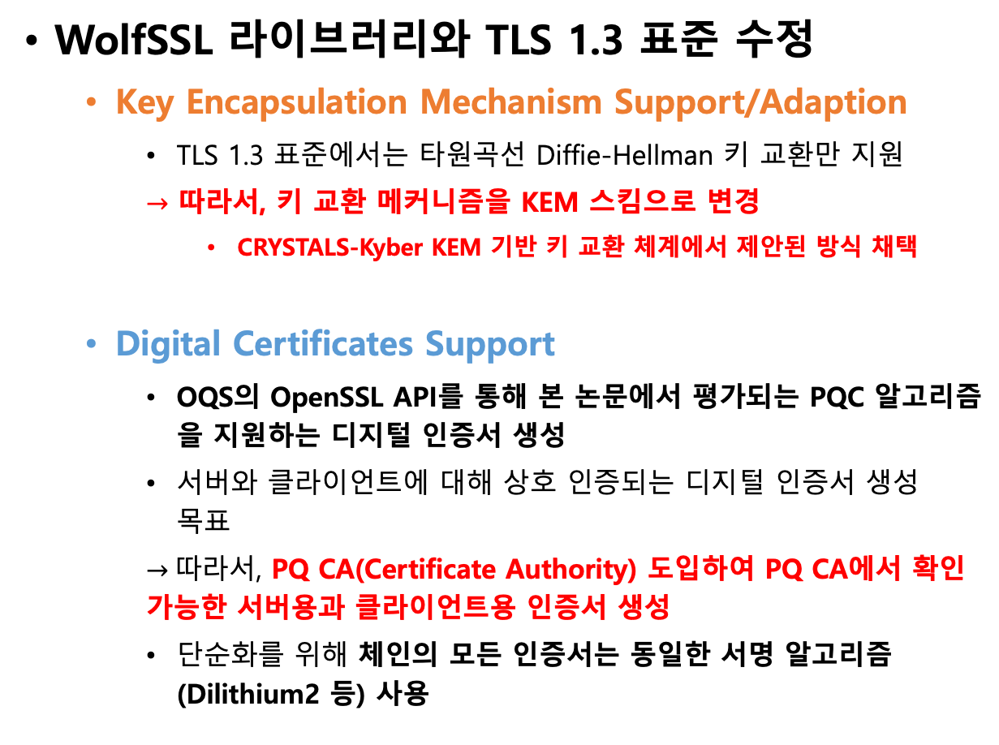 • WolfSSL 라이브러리와 TLS 1.3 표준 수정
• Key Encapsulation Mechanism Support/Adaption
• TLS 1.3 표준에서는 타원곡선 Diffie-Hellman 키 교환만 지원
→ 따라서, 키 교환 메커니즘을 KEM 스킴으로 변경
• CRYSTALS-Kyber KEM 기반 키 교환 체계에서 제안된 방식 채택
• Digital Certificates Support
• OQS의 OpenSSL API를 통해 본 논문에서 평가되는 PQC 알고리즘
을 지원하는 디지털 인증서 생성
• 서버와 클라이언트에 대해 상호 인증되는 디지털 인증서 생성
목표
→ 따라서, PQ CA(Certificate Authority) 도입하여 PQ CA에서 확인
가능한 서버용과 클라이언트용 인증서 생성
• 단순화를 위해 체인의 모든 인증서는 동일한 서명 알고리즘
(Dilithium2 등) 사용